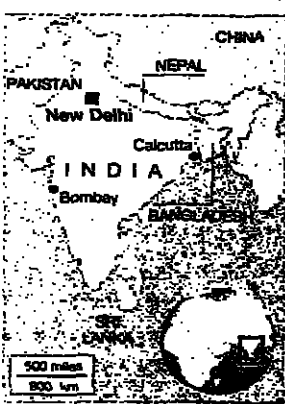 CHINA
NEPAL
PAKISTAN
New Delhi
Calcutta
INDIA
Bombay
BANGLADESH
SRI
LANKA
500 miles
800 km